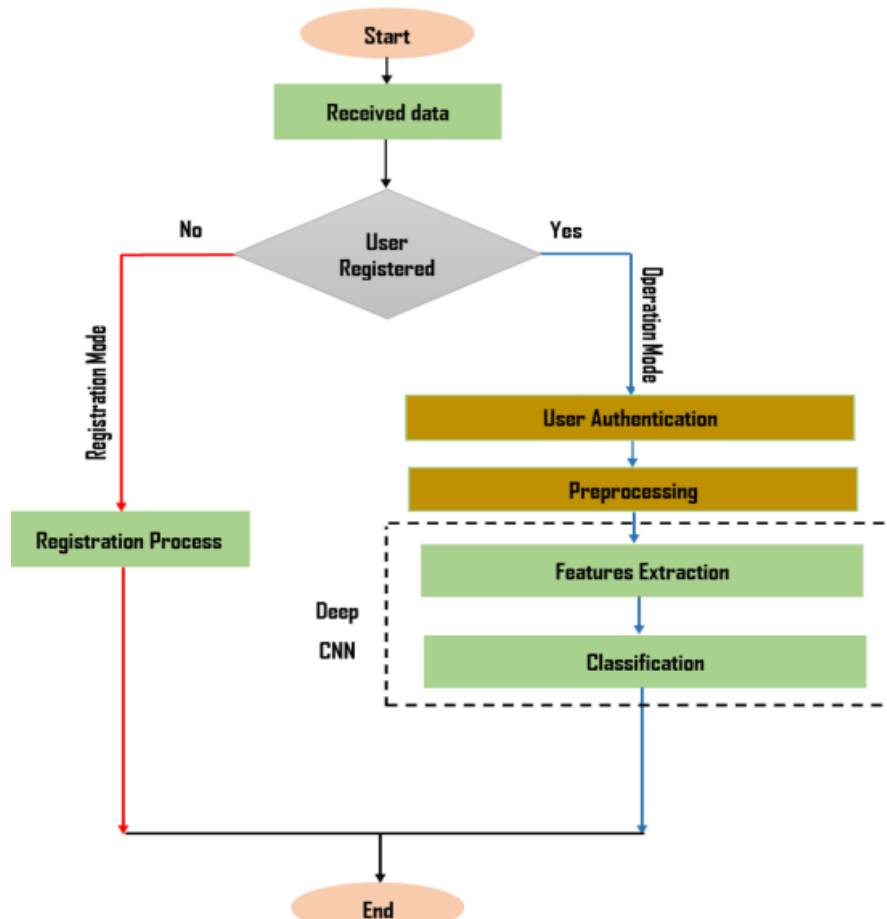 Start
Received data
No
Yes
User
Registered
Registration Mode
Operation Mode
User Authentication
Preprocessing
Registration Process
Features Extraction
Deep
CNN
Classification
End